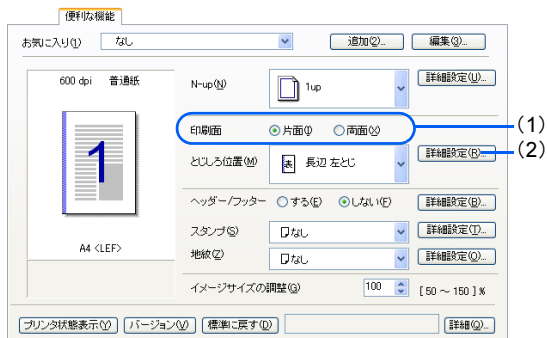 便利な機能
お気に入り(1) なし 追加(2)... 編集(3)...
600 dpi 普通紙
N-up(N) 1up 詳細設定(U)...
印刷面 片面(I) 両面(X) (1)
とじしろ位置(M) 表 長辺 左とじ 詳細設定(R)... (2)
1
ヘッダー/フッター する(E) しない(F) 詳細設定(B)...
スタンプ(S) なし 詳細設定(T)...
A4 <LEF>
地紋(Z) なし 詳細設定(O)...
イメージサイズの調整(G) 100 [ 50 ～ 150 ] %
プリンタ状態表示(Y) バージョン(V) 標準に戻す(D) 詳細(Q)...